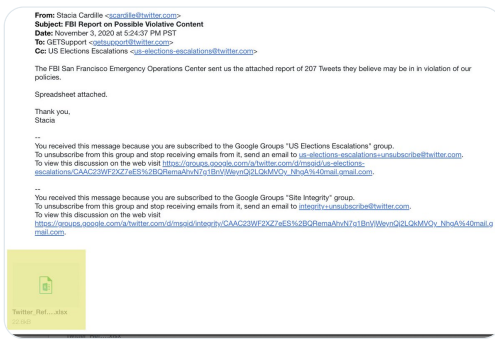 From: Stacia Cardille <scardille@twitter.com>
Subject: FBI Report on Possible Violative Content
Date: November 3, 2020 at 5:24:37 PM PST
To: GETSupport <getsupport@twitter.com>
Cc: US Elections Escalations <us-elections-escalations@twitter.com>
The FBI San Francisco Emergency Operations Center sent us the attached report of 207 Tweets they believe may be in in violation of our
policies.
Spreadsheet attached.
Thank you,
Stacia
--
You received this message because you are subscribed to the Google Groups "US Elections Escalations" group.
To unsubscribe from this group and stop receiving emails from it, send an email to us-elections-escalations+unsubscribe@twitter.com.
To view this discussion on the web visit https://groups.google.com/a/twitter.com/d/msgid/us-elections-
escalations/CAAC23WF2XZ7eES%2BQRemaAhvN7g1BnVjWeynQj2LQkMVOy_NhgA%40mail.gmail.com.
--
You received this message because you are subscribed to the Google Groups "Site Integrity" group.
To unsubscribe from this group and stop receiving emails from it, send an email to integrity+unsubscribe@twitter.com.
To view this discussion on the web visit
https://groups.google.com/a/twitter.com/d/msgid/integrity/CAAC23WF2XZ7eES%2BQRemaAhvN7g1BnVjWeynQj2LQkMVOy_NhgA%40mail.g
mail.com.
Twitter_Ref....xlsx